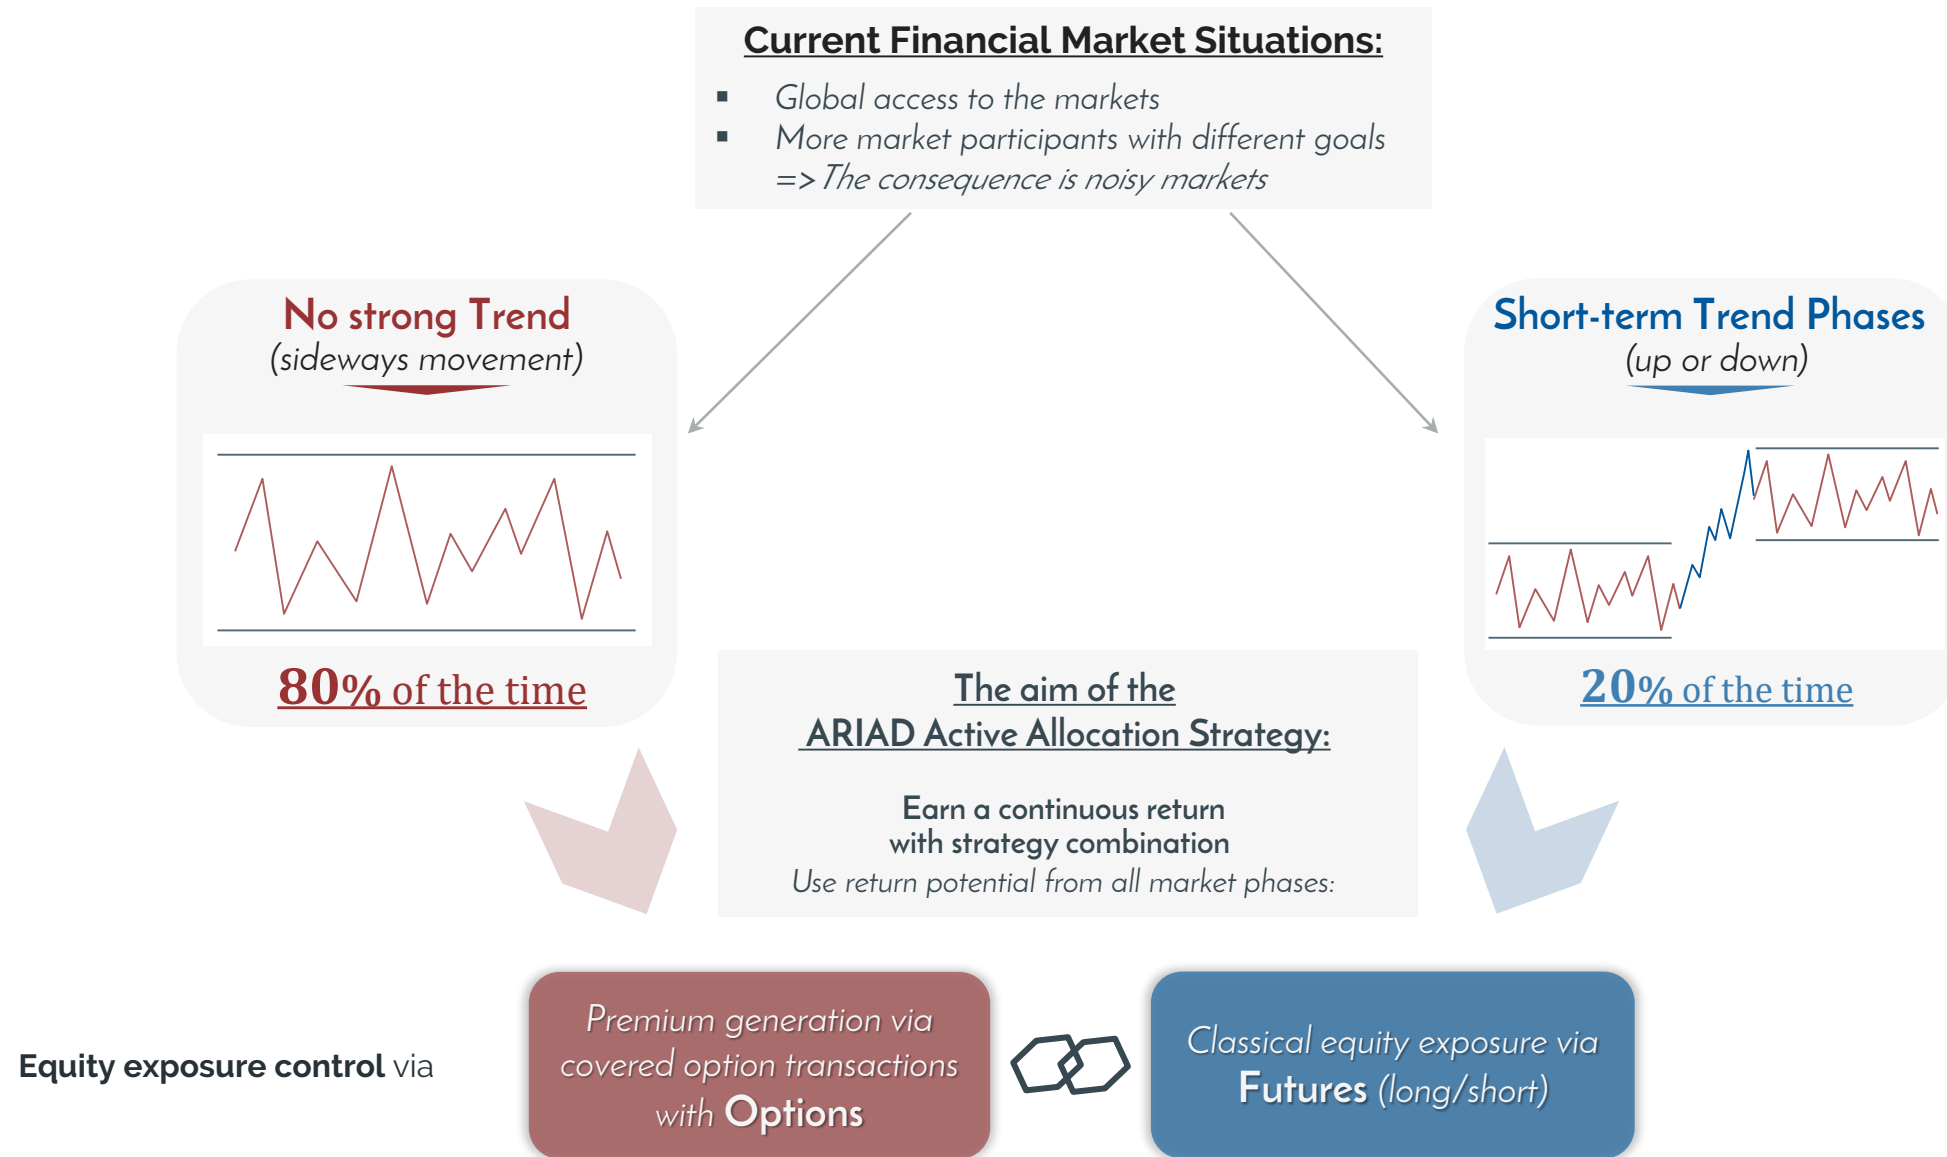 Current Financial Market Situations:
▪ Global access to the markets
▪ More market participants with different goals
=> The consequence is noisy markets
No strong Trend
(sideways movement)
80% of the time
Short-term Trend Phases
(up or down)
20% of the time
The aim of the
ARIAD Active Allocation Strategy:
Earn a continuous return
with strategy combination
Use return potential from all market phases:
Equity exposure control via
Premium generation via
covered option transactions
with Options
Classical equity exposure via
Futures (long/short)